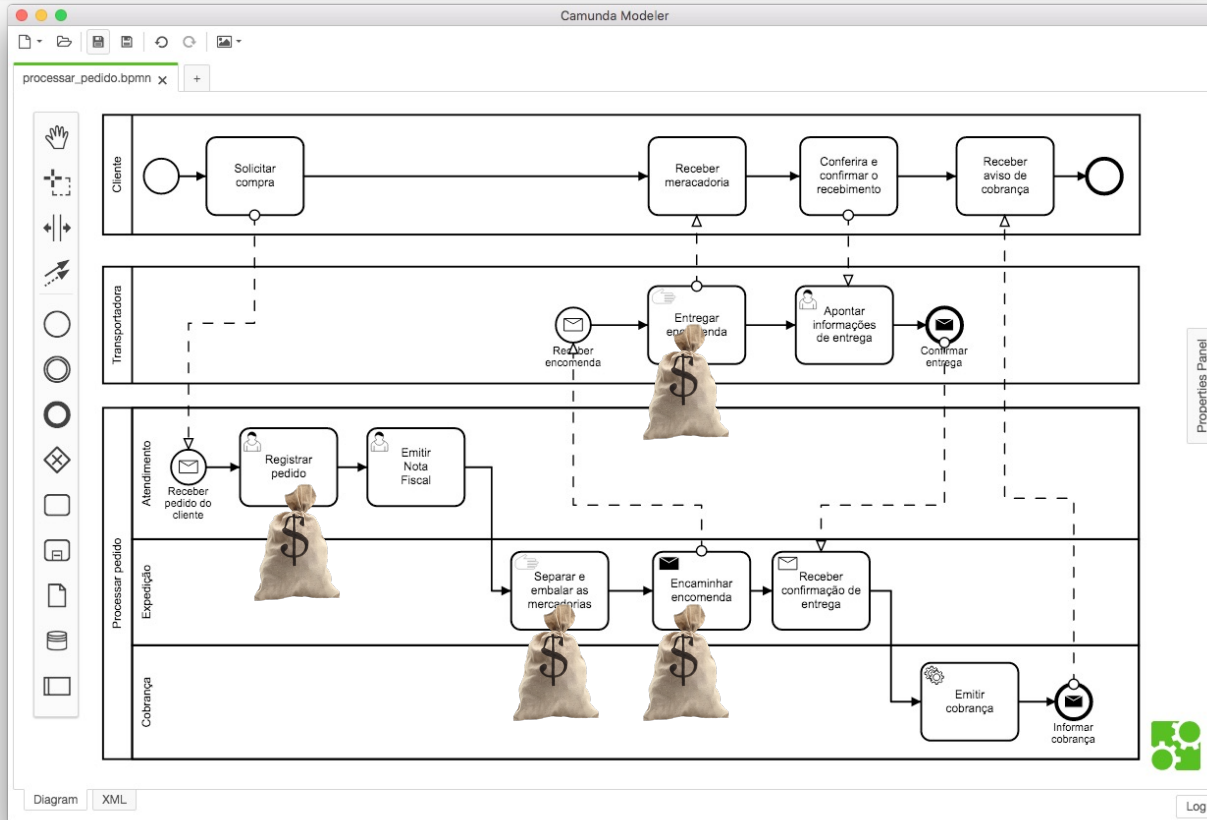 Camunda Modeler
processar_pedido.bpmn
+
Cliente
Solicitar
compra
Receber
meracadoria
Conferira e
confirmar o
recebimento
Receber
aviso de
cobrança
Transportadora
Receber
encomenda
Entregar
encomenda
Apontar
informações
de entrega
Confirmar
entrega
Properties Panel
Processar pedido
Atendimento
Receber
pedido do
cliente
Registrar
pedido
Emitir
Nota
Fiscal
Expedição
Separar e
embalar as
mercadorias
Encaminhar
encomenda
Receber
confirmação de
entrega
Cobrança
Emitir
cobrança
Informar
cobrança
$
$
$
$
Diagram
XML
Log